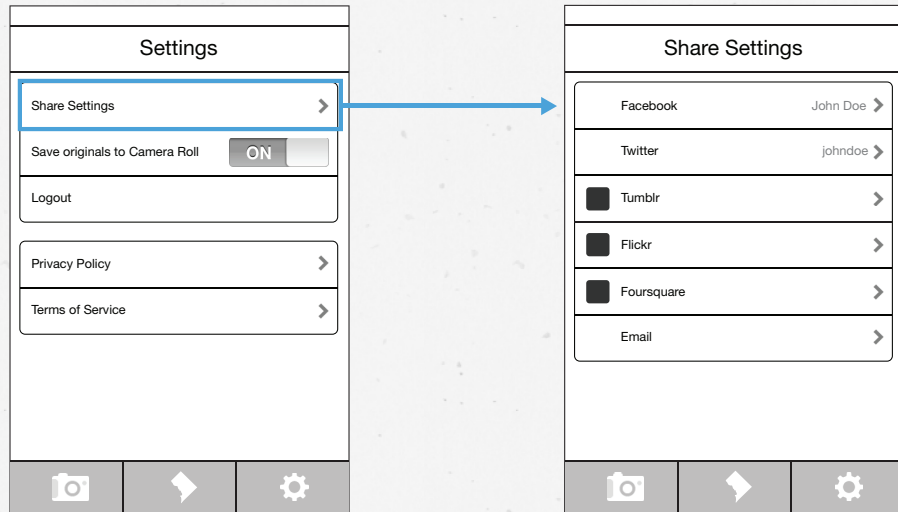 Settings
Share Settings
Save originals to Camera Roll ON
Logout
Privacy Policy
Terms of Service
Share Settings
Facebook John Doe
Twitter johndoe
Tumblr
Flickr
Foursquare
Email